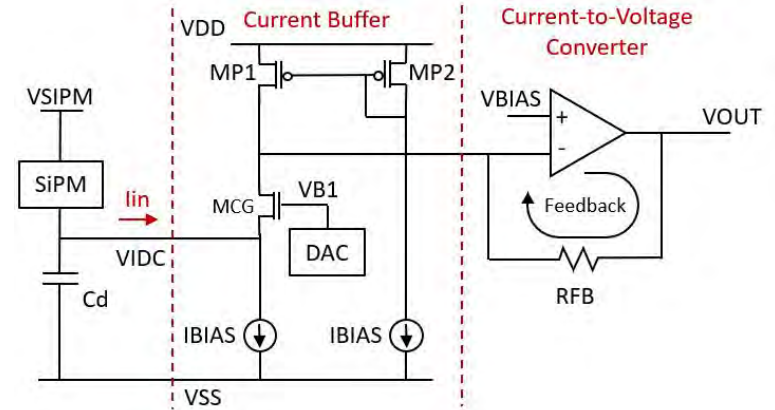 Current Buffer
Current-to-Voltage
Converter
VDD
MP1
MP2
VSIPM
VBIAS
VOUT
+
-
SiPM
Iin
MCG
VB1
Feedback
VIDC
DAC
Cd
RFB
IBIAS
IBIAS
VSS